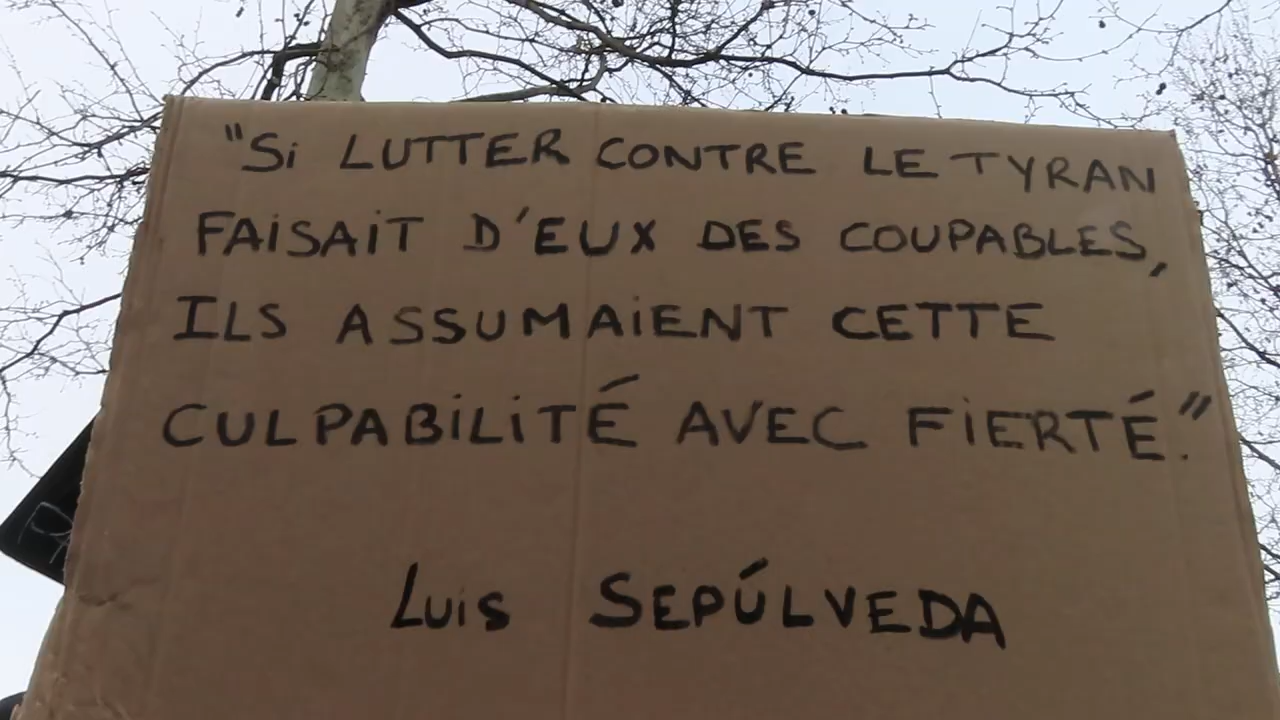 "Si LUTTER CONTRE LE TYRAN
FAiSAiT D'EUX DES COUPABLES,
ILS ASSUMAiENT CETTE
CULPABiLiTÉ AVEC FiERTÉ."
Luis SEPÚLVEDA